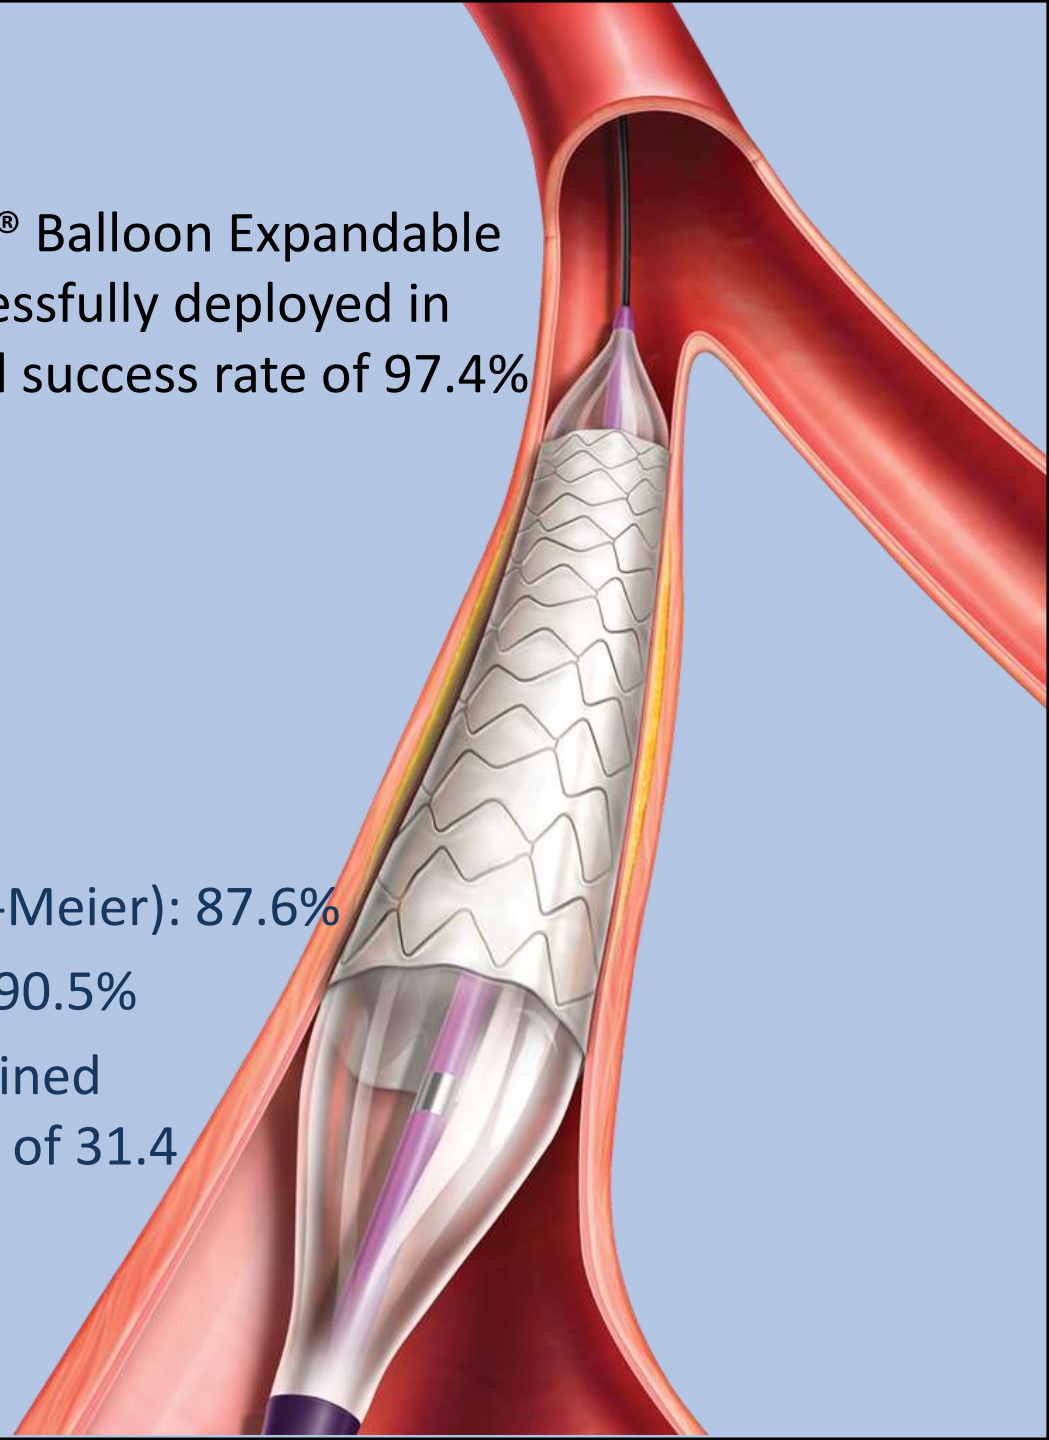 ® Balloon Expandable
essfully deployed in
success rate of 97.4%
-Meier): 87.6%
90.5%
ined
of 31.4